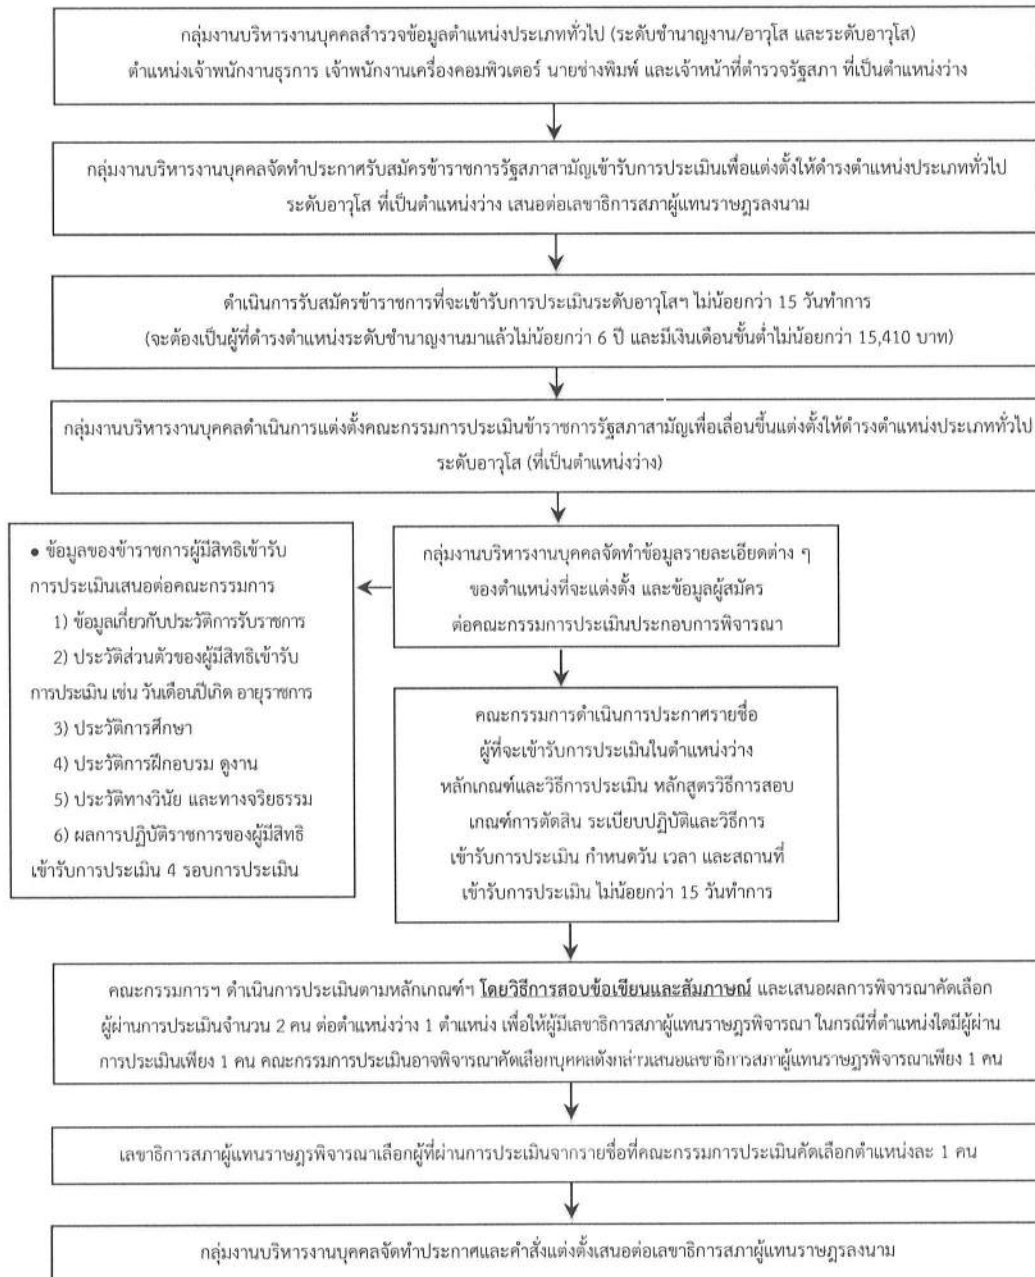 กลุ่มงานบริหารงานบุคคลสำรวจข้อมูลตำแหน่งประเภททั่วไป (ระดับชำนาญงาน/อาวุโส และระดับอาวุโส)
ตำแหน่งเจ้าพนักงานธุรการ เจ้าพนักงานเครื่องคอมพิวเตอร์ นายช่างพิมพ์ และเจ้าหน้าที่ตำรวจรัฐสภา ที่เป็นตำแหน่งว่าง
กลุ่มงานบริหารงานบุคคลจัดทำประกาศรับสมัครข้าราชการรัฐสภาสามัญเข้ารับการประเมินเพื่อแต่งตั้งให้ดำรงตำแหน่งประเภททั่วไป
ระดับอาวุโส ที่เป็นตำแหน่งว่าง เสนอต่อเลขาธิการสภาผู้แทนราษฎรลงนาม
ดำเนินการรับสมัครข้าราชการที่จะเข้ารับการประเมินระดับอาวุโสฯ ไม่น้อยกว่า 15 วันทำการ
(จะต้องเป็นผู้ที่ดำรงตำแหน่งระดับชำนาญงานมาแล้วไม่น้อยกว่า 6 ปี และมีเงินเดือนขั้นต่ำไม่น้อยกว่า 15,410 บาท)
กลุ่มงานบริหารงานบุคคลดำเนินการแต่งตั้งคณะกรรมการประเมินข้าราชการรัฐสภาสามัญเพื่อเลื่อนขึ้นแต่งตั้งให้ดำรงตำแหน่งประเภททั่วไป
ระดับอาวุโส (ที่เป็นตำแหน่งว่าง)
กลุ่มงานบริหารงานบุคคลจัดทำข้อมูลรายละเอียดต่าง ๆ
ของตำแหน่งที่จะแต่งตั้ง และข้อมูลผู้สมัคร
ต่อคณะกรรมการประเมินประกอบการพิจารณา
● ข้อมูลของข้าราชการผู้มีสิทธิเข้ารับ
การประเมินเสนอต่อคณะกรรมการ
1) ข้อมูลเกี่ยวกับประวัติการรับราชการ
2) ประวัติส่วนตัวของผู้มีสิทธิเข้ารับ
การประเมิน เช่น วันเดือนปีเกิด อายุราชการ
3) ประวัติการศึกษา
4) ประวัติการฝึกอบรม ดูงาน
5) ประวัติทางวินัย และทางจริยธรรม
6) ผลการปฏิบัติราชการของผู้มีสิทธิ
เข้ารับการประเมิน 4 รอบการประเมิน
คณะกรรมการดำเนินการประกาศรายชื่อ
ผู้ที่จะเข้ารับการประเมินในตำแหน่งว่าง
หลักเกณฑ์และวิธีการประเมิน หลักสูตรวิธีการสอบ
เกณฑ์การตัดสิน ระเบียบปฏิบัติและวิธีการ
เข้ารับการประเมิน กำหนดวัน เวลา และสถานที่
เข้ารับการประเมิน ไม่น้อยกว่า 15 วันทำการ
คณะกรรมการฯ ดำเนินการประเมินตามหลักเกณฑ์ฯ โดยวิธีการสอบข้อเขียนและสัมภาษณ์ และเสนอผลการพิจารณาคัดเลือก
ผู้ผ่านการประเมินจำนวน 2 คน ต่อตำแหน่งว่าง 1 ตำแหน่ง เพื่อให้ผู้มีเลขาธิการสภาผู้แทนราษฎรพิจารณา ในกรณีที่ตำแหน่งใดมีผู้ผ่าน
การประเมินเพียง 1 คน คณะกรรมการประเมินอาจพิจารณาคัดเลือกบุคคลดังกล่าวเสนอเลขาธิการสภาผู้แทนราษฎรพิจารณาเพียง 1 คน
เลขาธิการสภาผู้แทนราษฎรพิจารณาเลือกผู้ที่ผ่านการประเมินจากรายชื่อที่คณะกรรมการประเมินคัดเลือกตำแหน่งละ 1 คน
กลุ่มงานบริหารงานบุคคลจัดทำประกาศและคำสั่งแต่งตั้งเสนอต่อเลขาธิการสภาผู้แทนราษฎรลงนาม